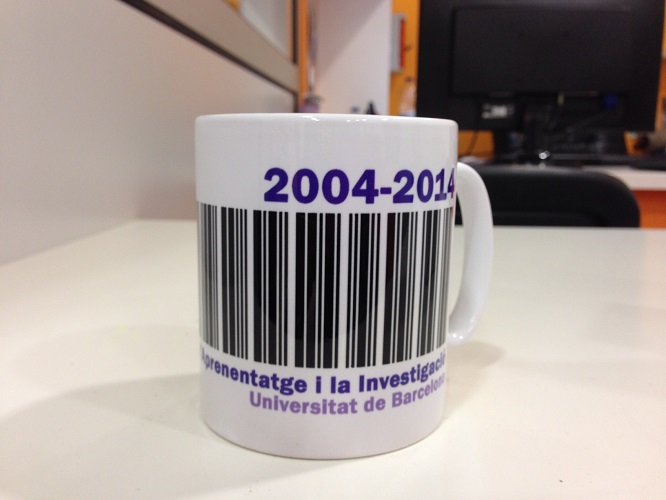 2004-2014
Aprenentatge i la Investigació
Universitat de Barcelona